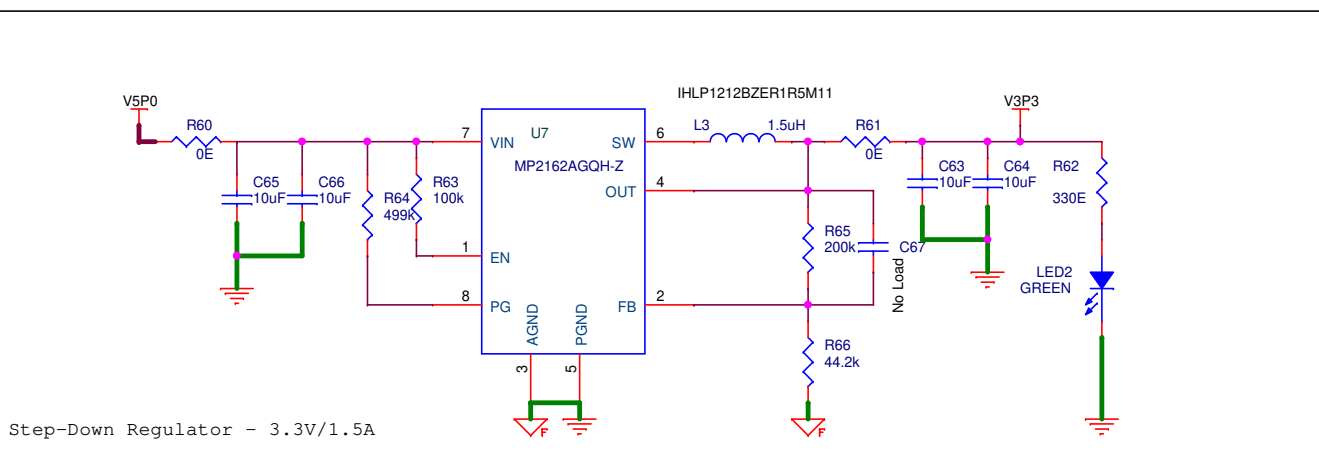 IHLP1212BZER1R5M11
V5P0
V3P3
R60
0E
7
VIN
U7
MP2162AGQH-Z
SW
6
L3
1.5uH
R61
0E
C65
10uF
C66
10uF
R64
499k
R63
100k
OUT
4
C63
10uF
C64
10uF
R62
330E
1
EN
R65
200k
C67
No Load
8
PG
FB
2
LED2
GREEN
AGND
PGND
3
5
R66
44.2k
F
F
Step-Down Regulator - 3.3V/1.5A